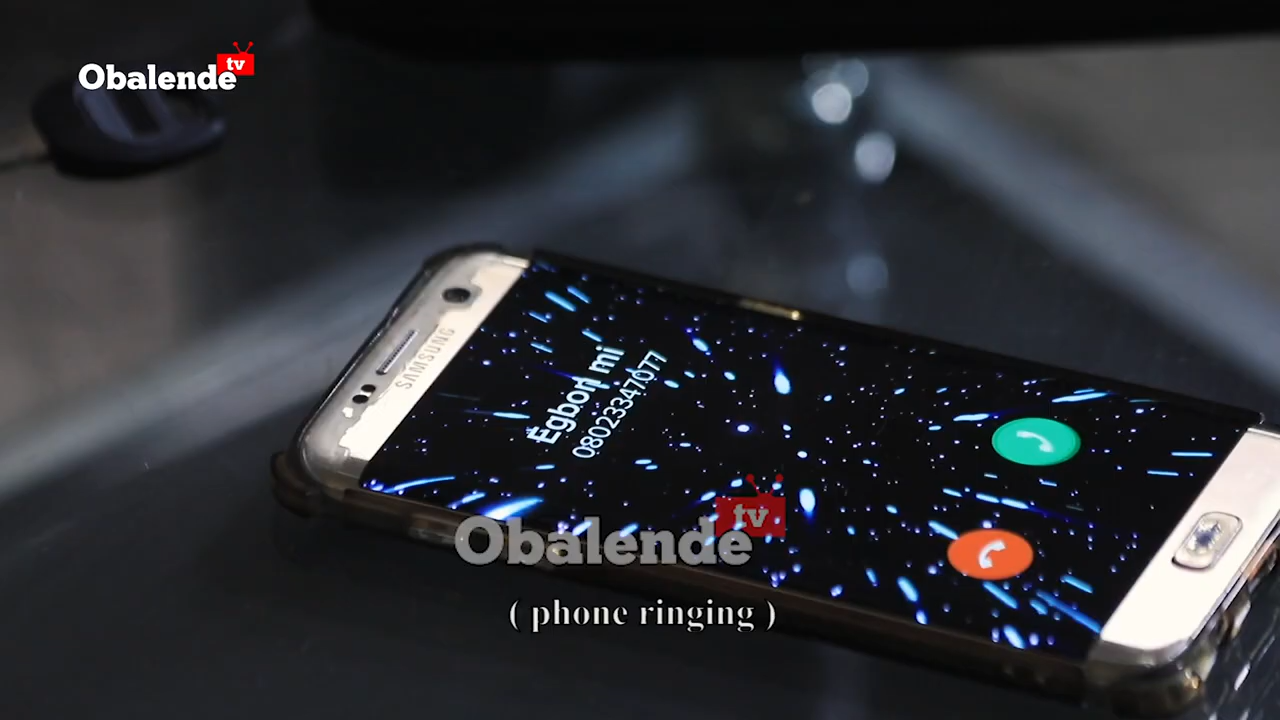 Obalende tv
SAMSUNG
Egbon mi
08023347077
Obalende tv
( phone ringing )